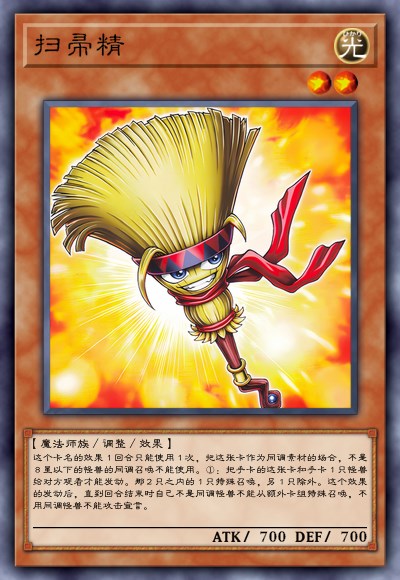 扫帚精
光
【魔法师族／调整／效果】
这个卡名的效果1回合只能使用1次，把这张卡作为同调素材的场合，不是
8星以下的怪兽的同调召唤不能使用。①：把手卡的这张卡和手卡1只怪兽
给对方观看才能发动。那2只之内的1只特殊召唤，另1只除外。这个效果
的发动后，直到回合结束时自己不是同调怪兽不能从额外卡组特殊召唤，不
用同调怪兽不能攻击宣言。
ATK/ 700 DEF/ 700